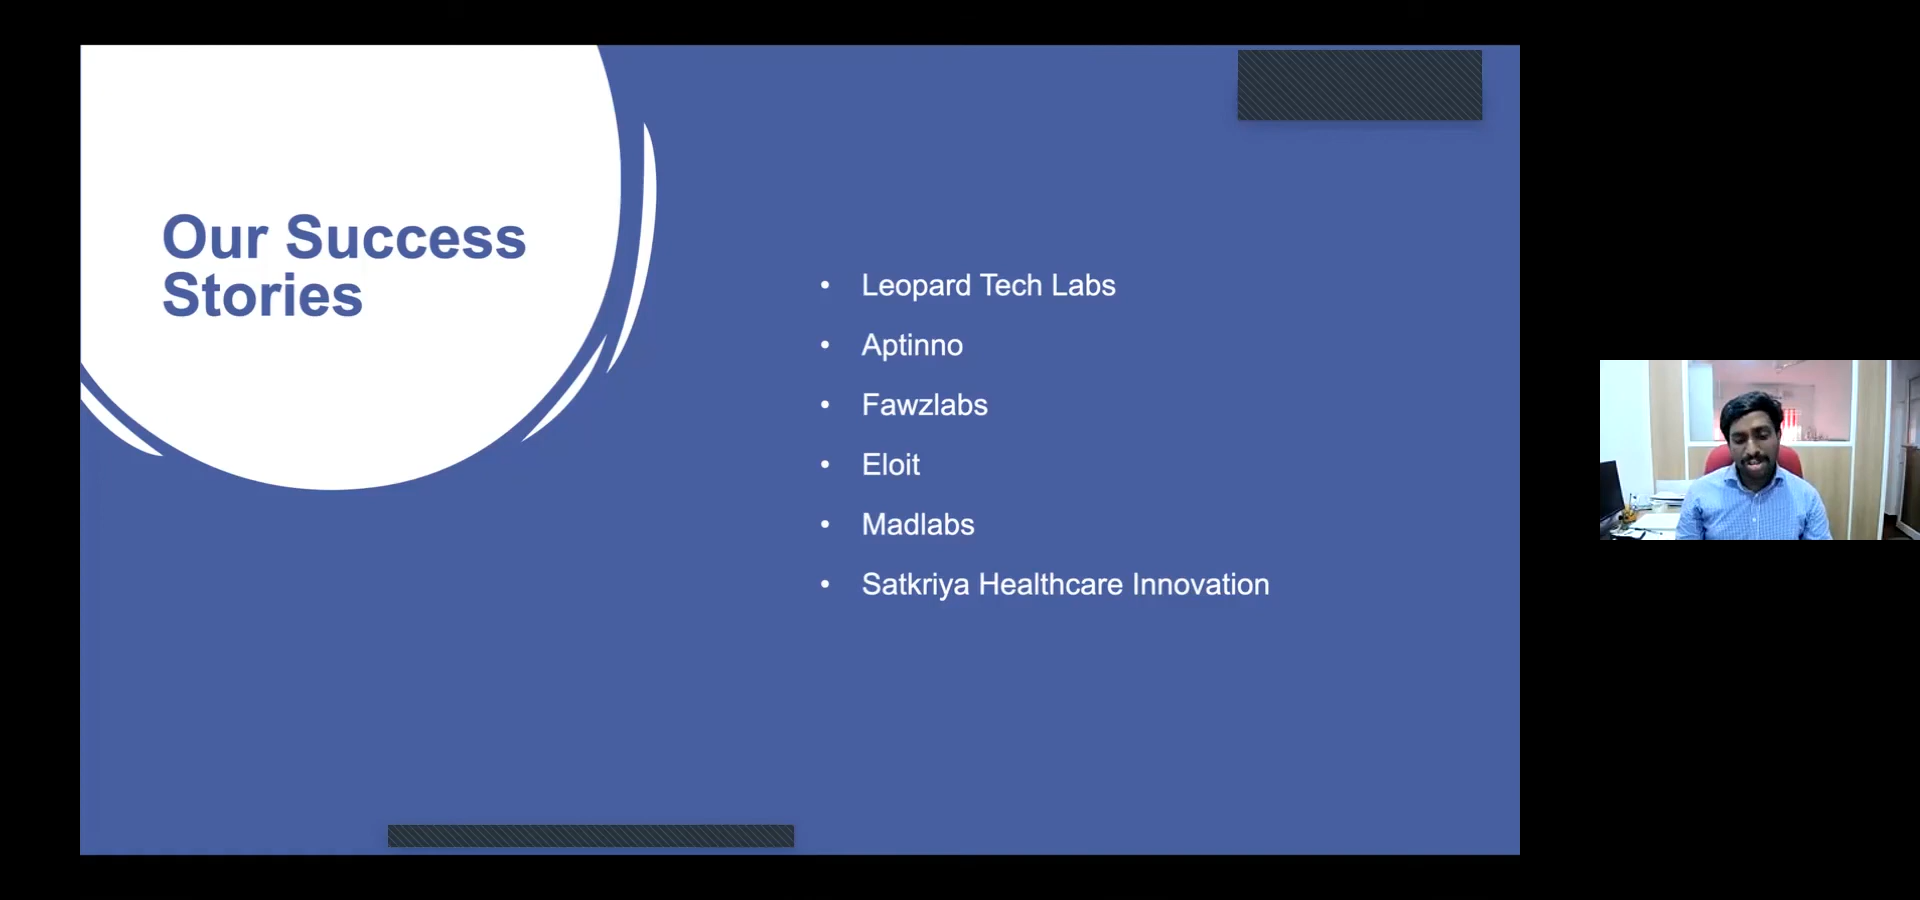 Our Success
Stories
• Leopard Tech Labs
• Aptinno
• Fawzlabs
• Eloit
• Madlabs
• Satkriya Healthcare Innovation